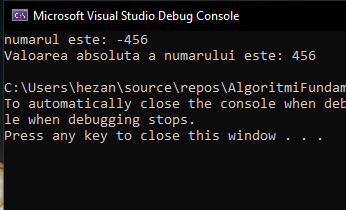 Microsoft Visual Studio Debug Console
numarul este: -456
Valoarea absoluta a numarului este: 456
C:\Users\hezan\source\repos\AlgoritmiFundam
To automatically close the console when deb
le when debugging stops.
Press any key to close this window . . .